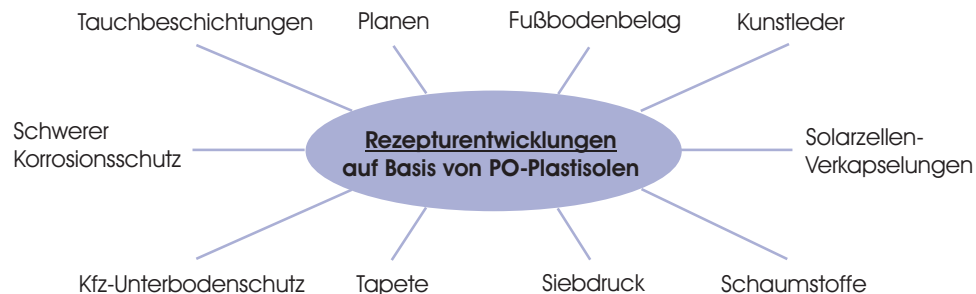 Tauchbeschichtungen
Planen
Fußbodenbelag
Kunstleder
Schwerer
Korrosionsschutz
Rezepturentwicklungen
auf Basis von PO-Plastisolen
Solarzellen-
Verkapselungen
Kfz-Unterbodenschutz
Tapete
Siebdruck
Schaumstoffe